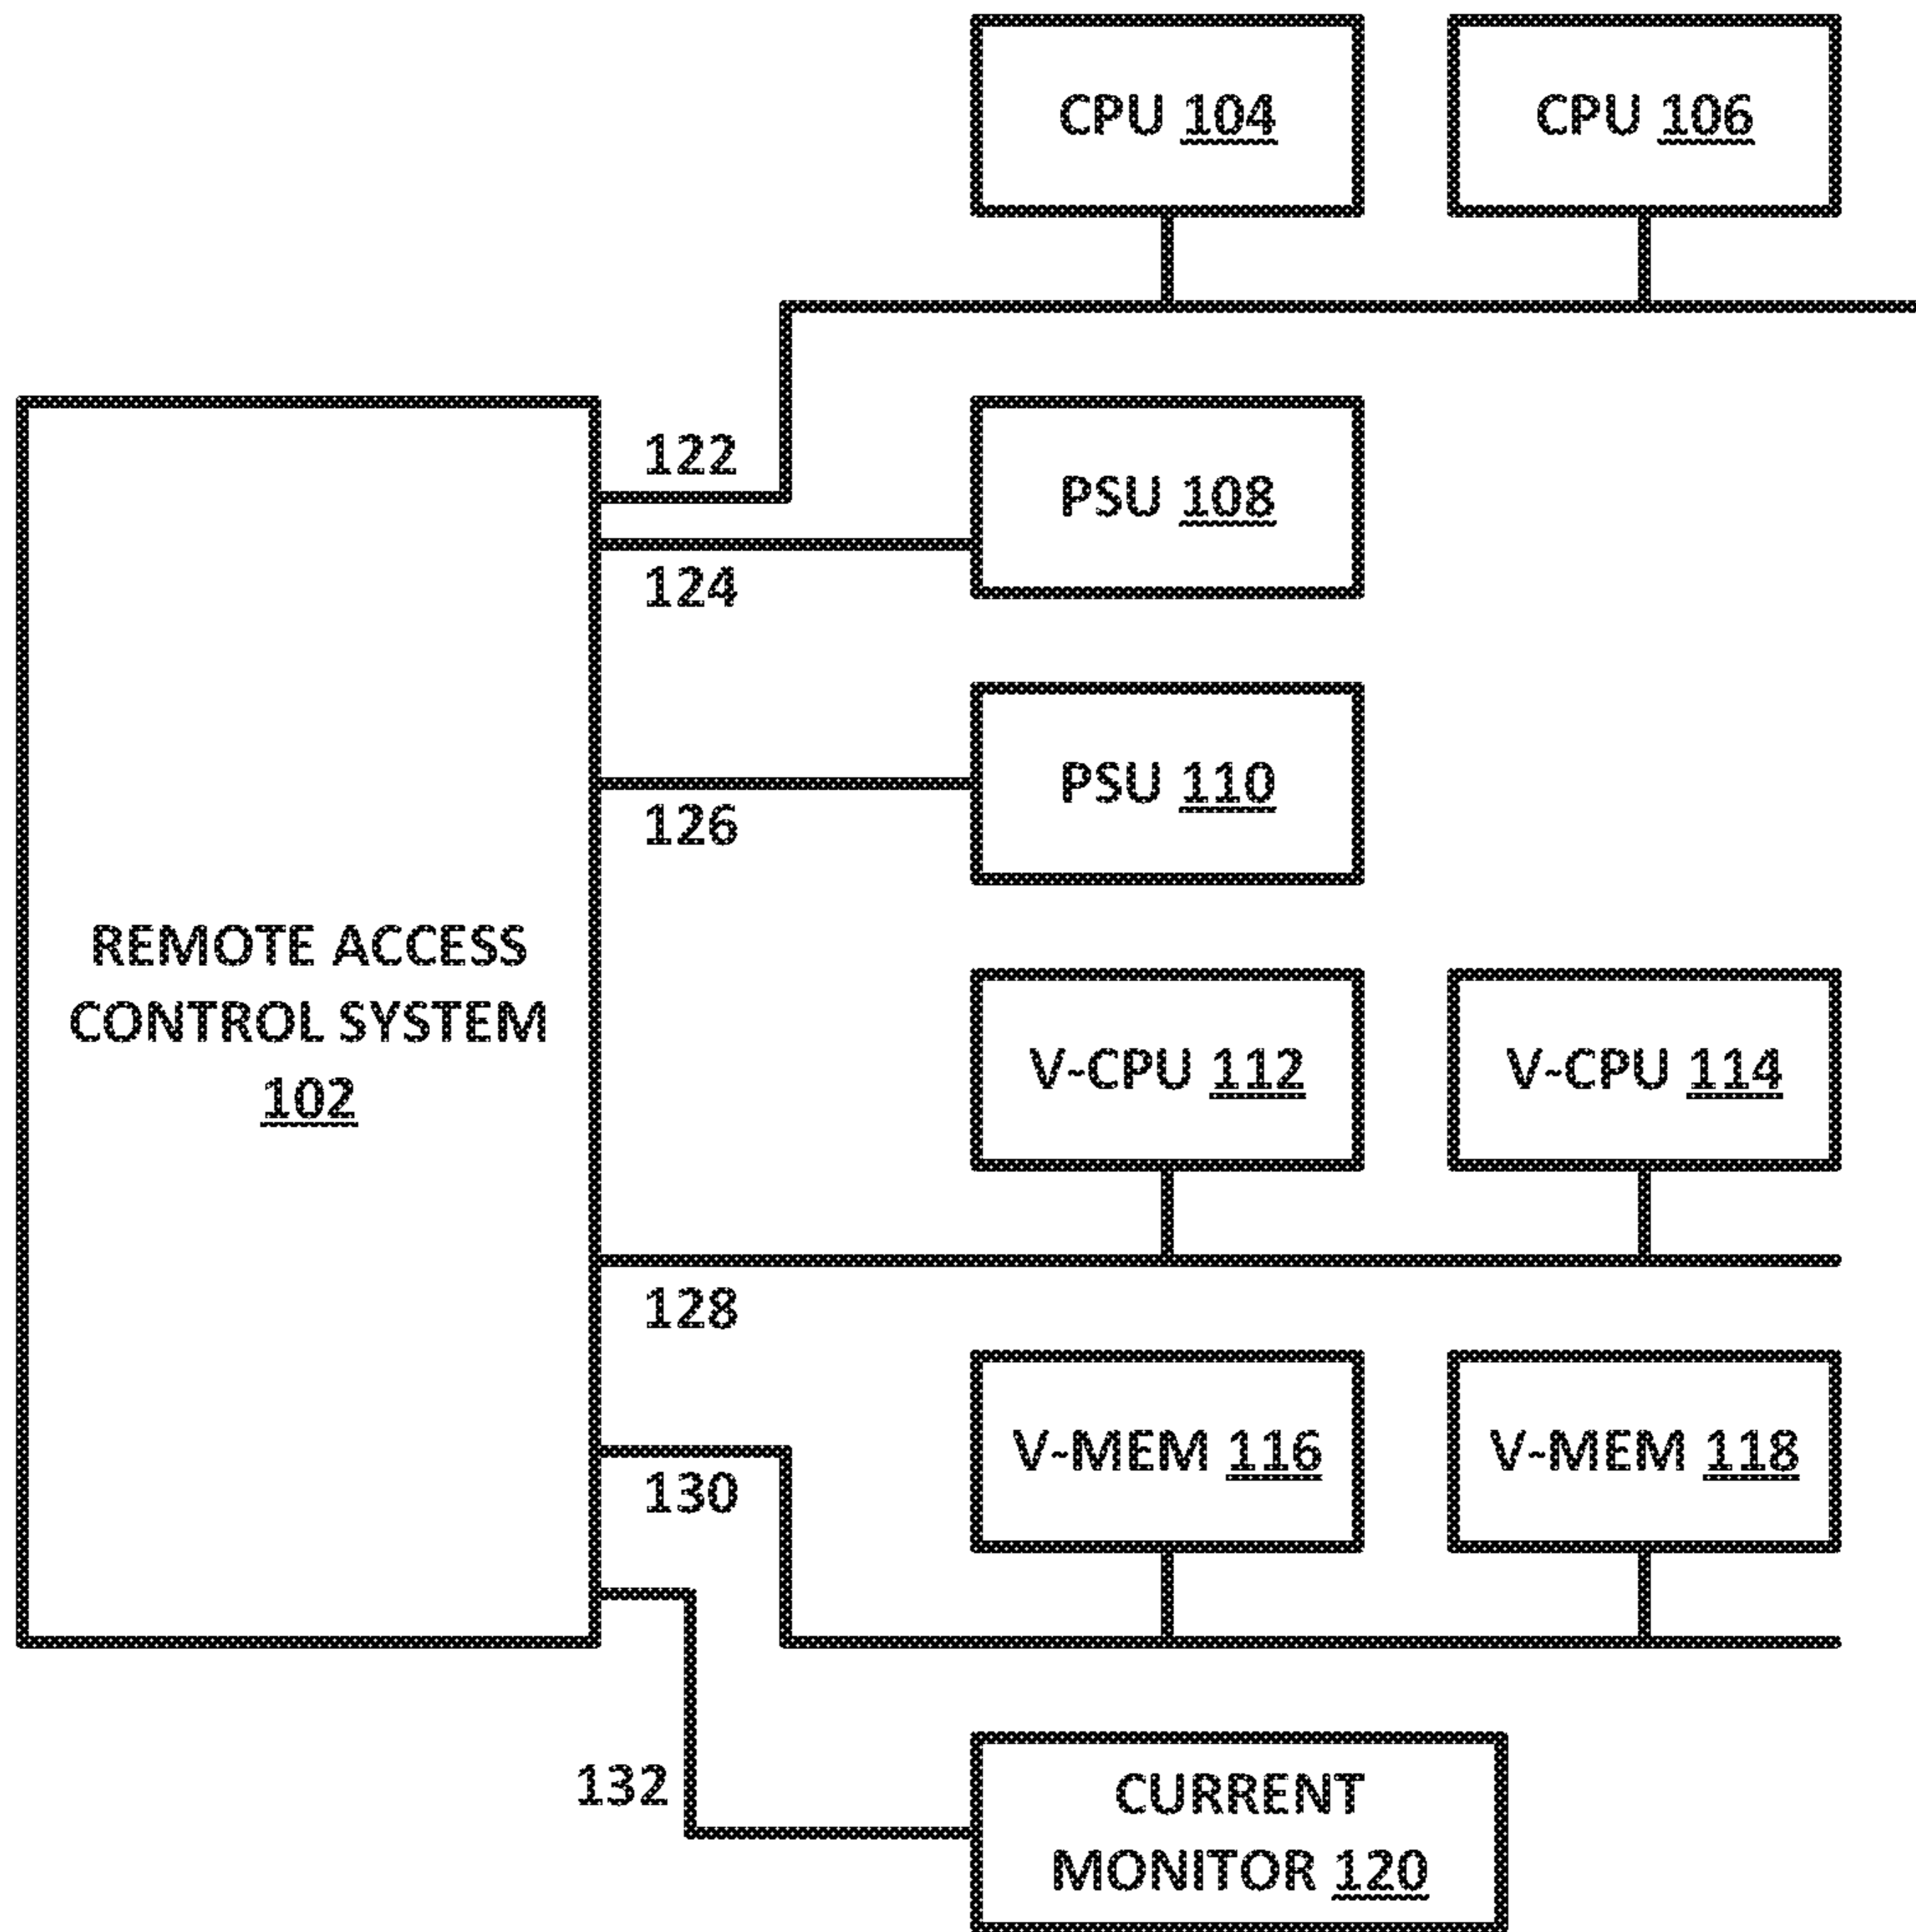 CPU 104
CPU 106
122
PSU 108
124
PSU 110
126
REMOTE ACCESS
CONTROL SYSTEM
102
V-CPU 112
V-CPU 114
128
V-MEM 116
V-MEM 118
130
132
CURRENT
MONITOR 120